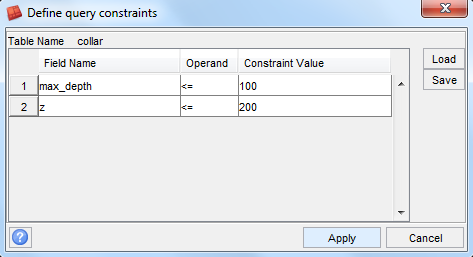 Define query constraints
Table Name collar
Field Name Operand Constraint Value
1 max_depth <= 100
2 z <= 200
Load
Save
?
Apply Cancel